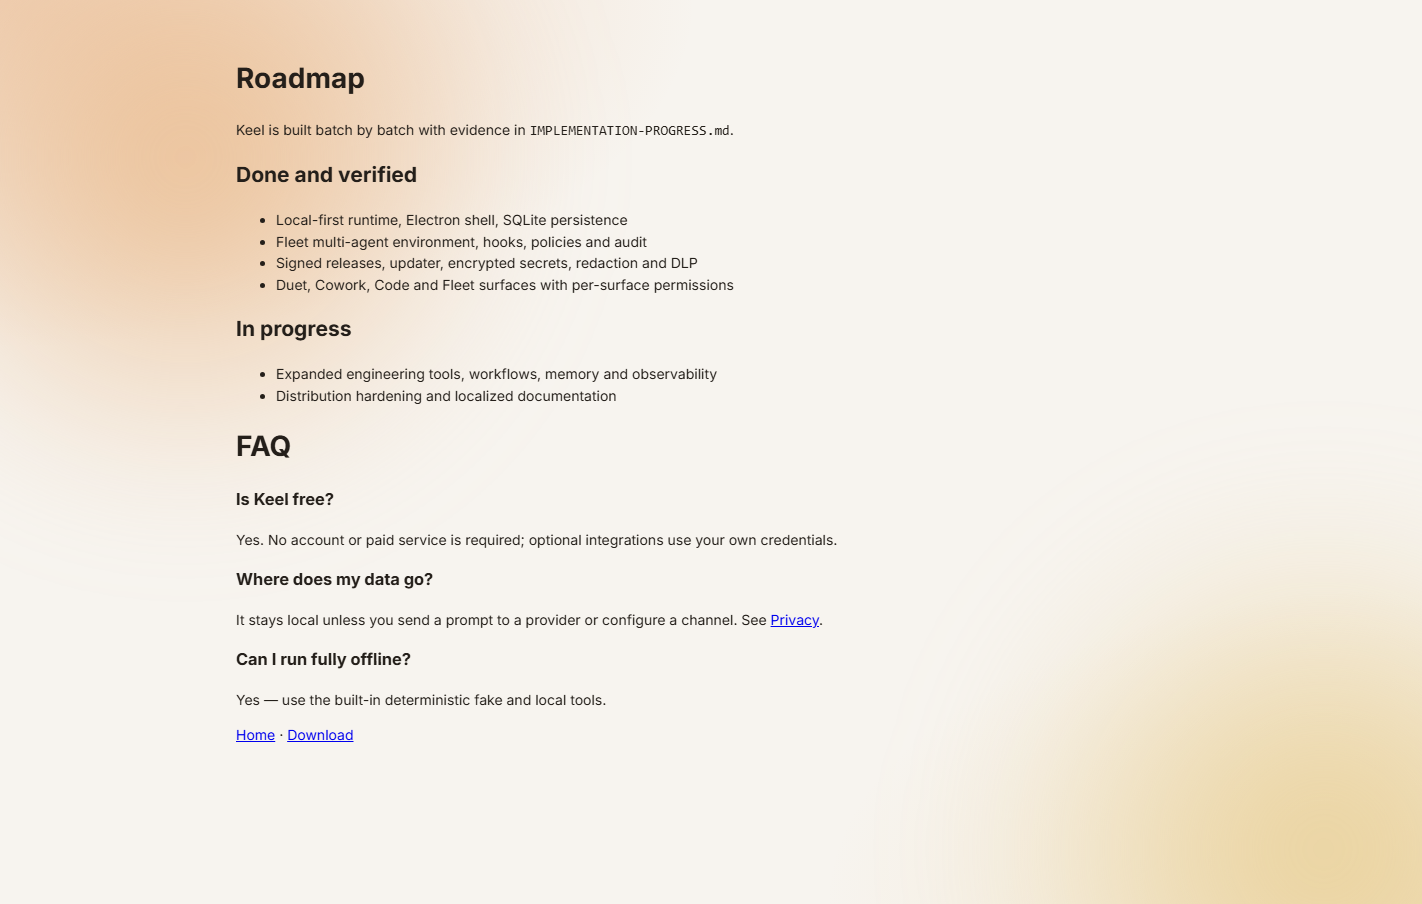 Roadmap
Keel is built batch by batch with evidence in IMPLEMENTATION-PROGRESS.md.
Done and verified
• Local-first runtime, Electron shell, SQLite persistence
• Fleet multi-agent environment, hooks, policies and audit
• Signed releases, updater, encrypted secrets, redaction and DLP
• Duet, Cowork, Code and Fleet surfaces with per-surface permissions
In progress
• Expanded engineering tools, workflows, memory and observability
• Distribution hardening and localized documentation
FAQ
Is Keel free?
Yes. No account or paid service is required; optional integrations use your own credentials.
Where does my data go?
It stays local unless you send a prompt to a provider or configure a channel. See Privacy.
Can I run fully offline?
Yes — use the built-in deterministic fake and local tools.
Home · Download